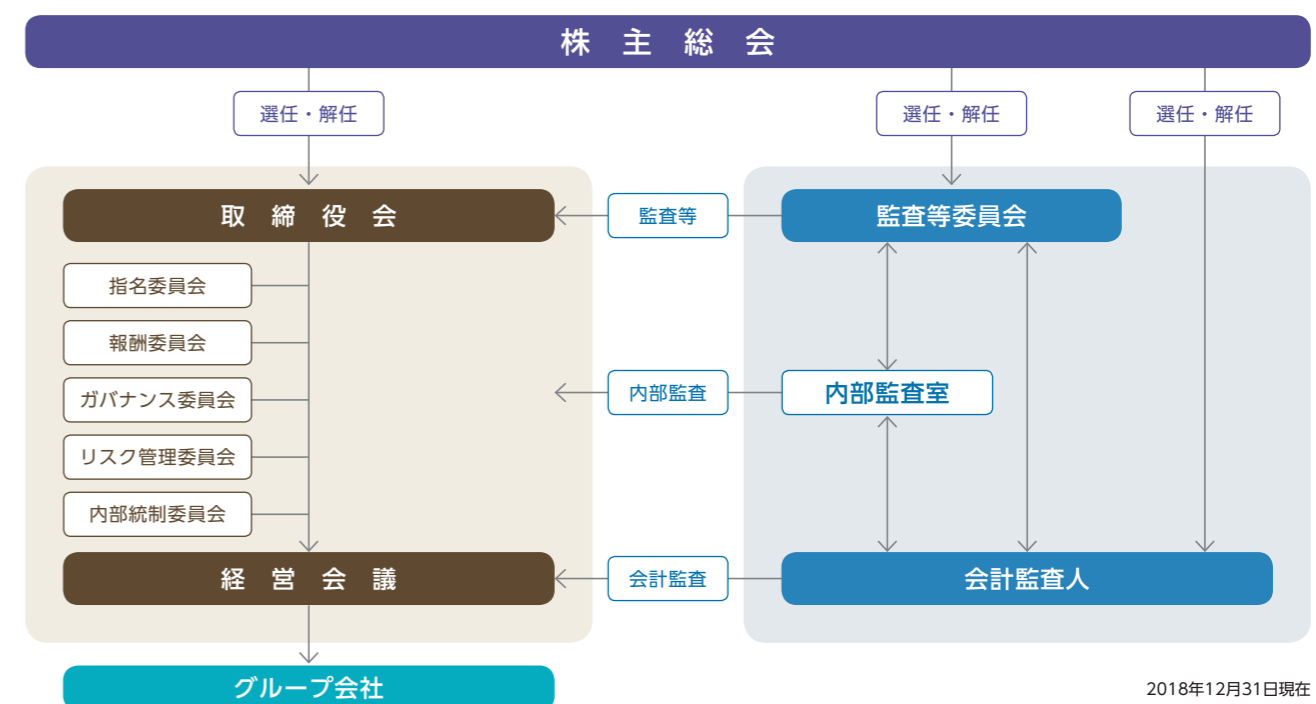 株主総会
選任・解任
選任・解任
選任・解任
取締役会
監査等
監査等委員会
指名委員会
報酬委員会
ガバナンス委員会
内部監査
内部監査室
リスク管理委員会
内部統制委員会
経営会議
会計監査
会計監査人
グループ会社
2018年12月31日現在